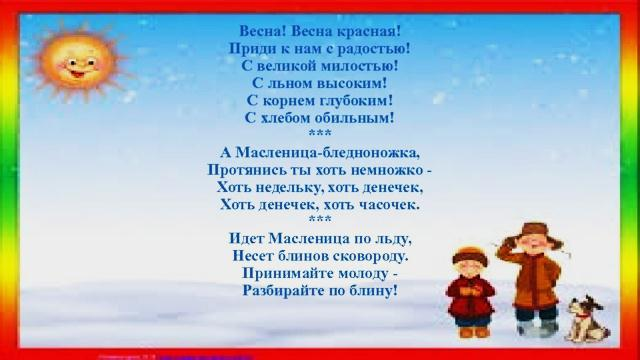 Весна! Весна красная!
Приди к нам с радостью!
С великой милостью!
С льном высоким!
С корнем глубоким!
С хлебом обильным!
***
А Масленица-бледноножка,
Протянись ты хоть немножко -
Хоть недельку, хоть денечек,
Хоть денечек, хоть часочек.
***
Идет Масленица по льду,
Несет блинов сковороду.
Принимайте молоду -
Разбирайте по блину!